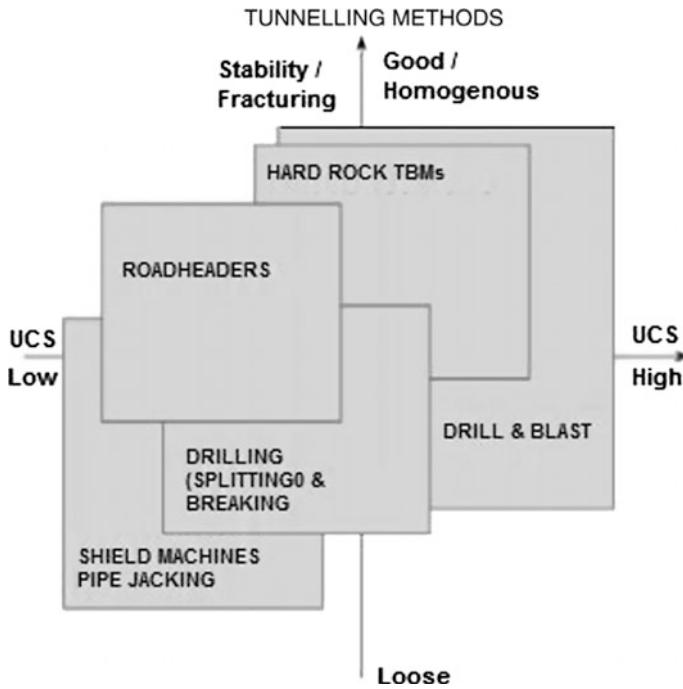 TUNNELLING METHODS
Stability /
Fracturing
Good /
Homogenous
HARD ROCK TBMs
ROADHEADERS
UCS
Low
UCS
High
DRILL & BLAST
DRILLING
(SPLITTING0 &
BREAKING
SHIELD MACHINES
PIPE JACKING
Loose